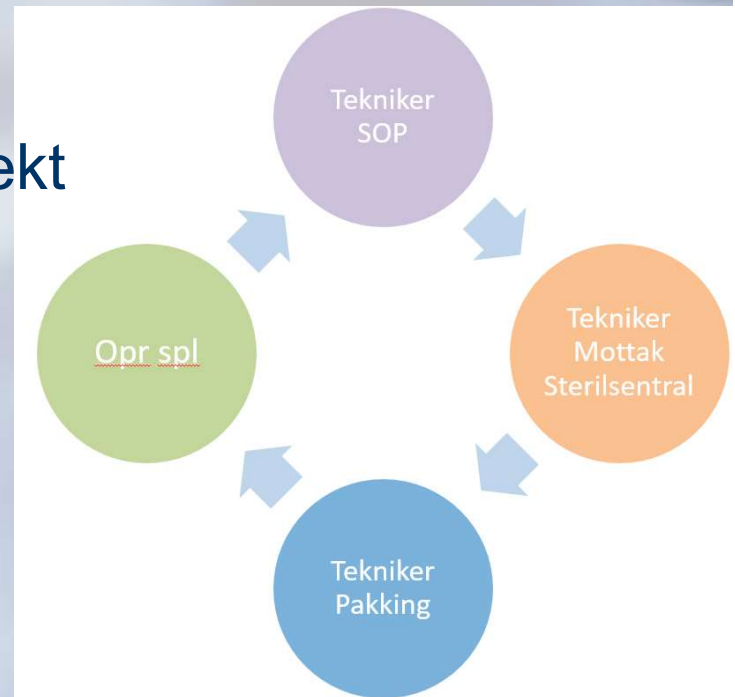 ekt
Tekniker
SOP
Tekniker
Mottak
Sterilsentral
Tekniker
Pakking
Opr spl